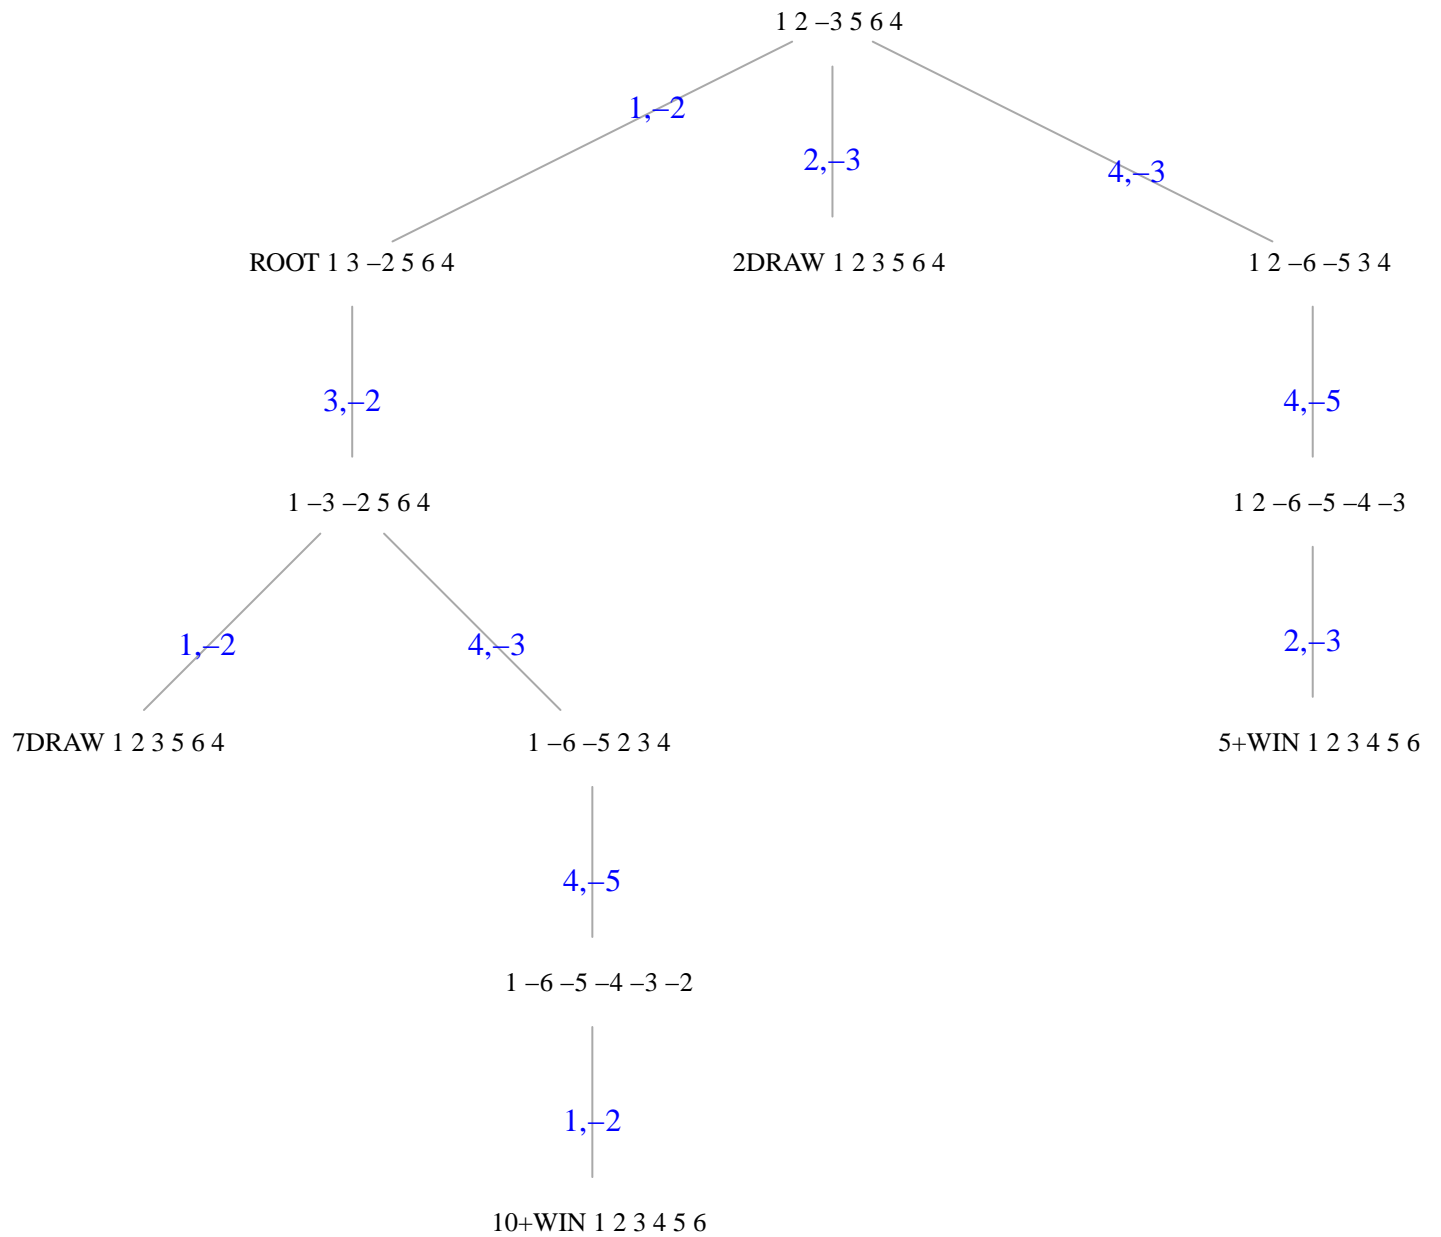 1 2 –3 5 6 4
1,–2
2,–3
4,–3
ROOT 1 3 –2 5 6 4
2DRAW 1 2 3 5 6 4
1 2 –6 –5 3 4
3,–2
4,–5
1 –3 –2 5 6 4
1 2 –6 –5 –4 –3
1,–2
4,–3
2,–3
7DRAW 1 2 3 5 6 4
1 –6 –5 2 3 4
5+WIN 1 2 3 4 5 6
4,–5
1 –6 –5 –4 –3 –2
1,–2
10+WIN 1 2 3 4 5 6